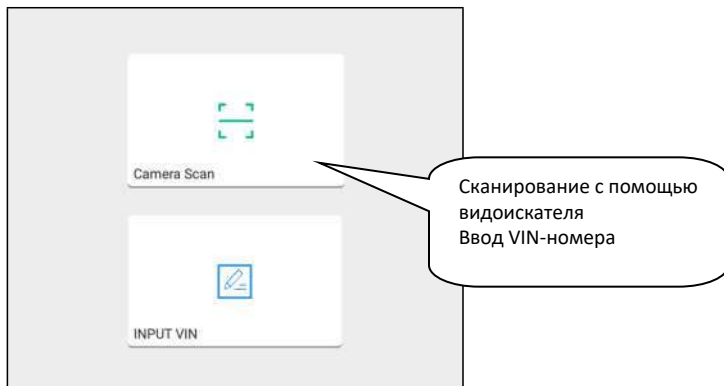 Camera Scan
Сканирование с помощью
видоискателя
Ввод VIN-номера
INPUT VIN